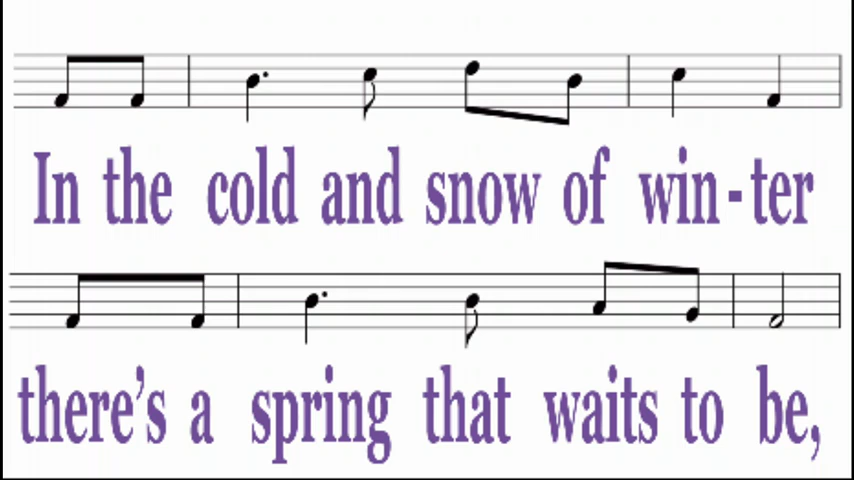 In the cold and snow of win-ter
there's a spring that waits to be,